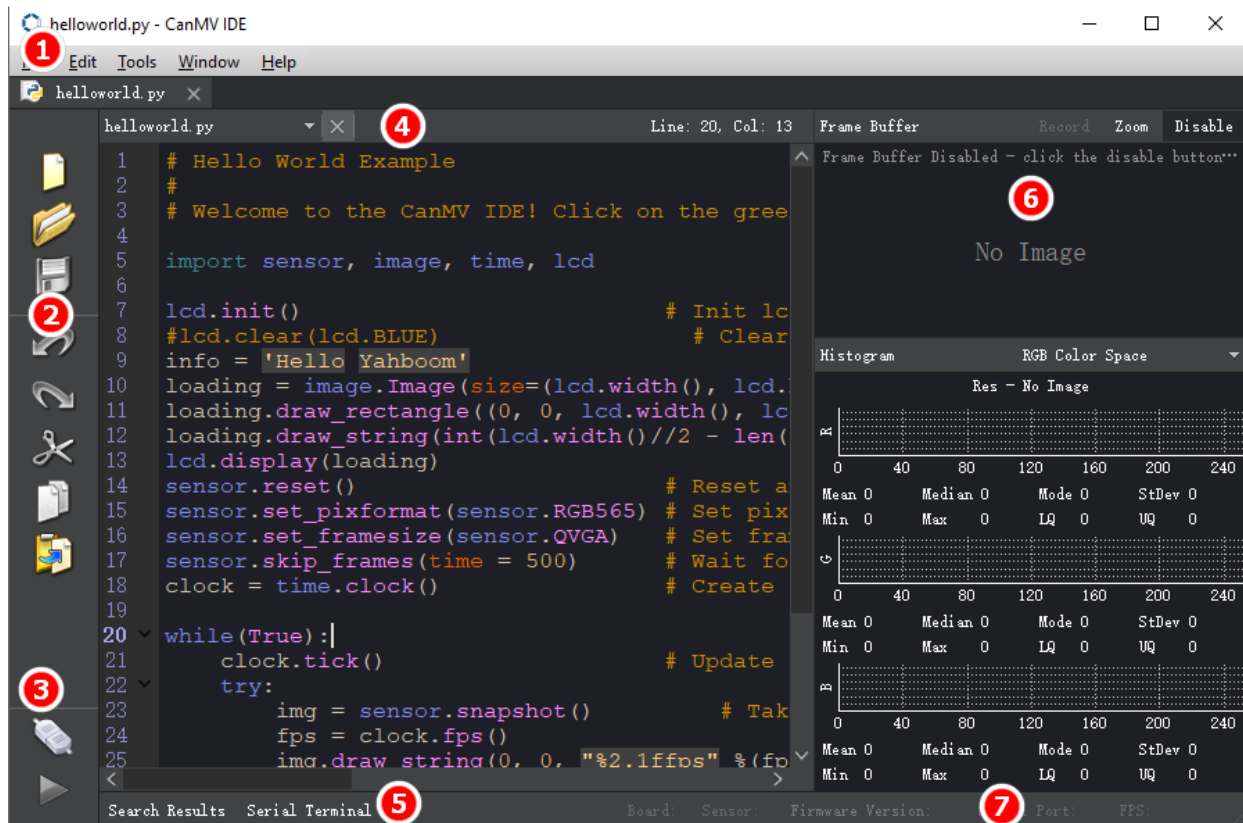 helloworld.py - CanMV IDE
1
Edit Tools Window Help
helloworld.py
helloworld.py 4 Line: 20, Col: 13
1 # Hello World Example
2 #
3 # Welcome to the CanMV IDE! Click on the gree
4
5 import sensor, image, time, lcd
6
7 lcd.init() # Init lc
8 #lcd.clear(lcd.BLUE) # Clear
9 info = 'Hello Yahboom'
10 loading = image.Image(size=(lcd.width(), lcd.
11 loading.draw_rectangle((0, 0, lcd.width(), lc
12 loading.draw_string(int(lcd.width()//2 - len(
13 lcd.display(loading)
14 sensor.reset() # Reset a
15 sensor.set_pixformat(sensor.RGB565) # Set pix
16 sensor.set_framesize(sensor.QVGA) # Set fra
17 sensor.skip_frames(time = 500) # Wait fo
18 clock = time.clock() # Create
19
20 while(True):
21 clock.tick() # Update
22 try:
23 img = sensor.snapshot() # Tak
24 fps = clock.fps()
25 img.draw_string(0, 0, "%2.1ffps" %(fp
2
3
Frame Buffer Record Zoom Disable
Frame Buffer Disabled - click the disable button…
6
No Image
Histogram RGB Color Space
Res - No Image
R
0 40 80 120 160 200 240
Mean 0 Median 0 Mode 0 StDev 0
Min 0 Max 0 LQ 0 UQ 0
G
0 40 80 120 160 200 240
Mean 0 Median 0 Mode 0 StDev 0
Min 0 Max 0 LQ 0 UQ 0
B
0 40 80 120 160 200 240
Mean 0 Median 0 Mode 0 StDev 0
Min 0 Max 0 LQ 0 UQ 0
Search Results Serial Terminal 5 Board: Sensor: Firmware Version: 7 Port: FPS: